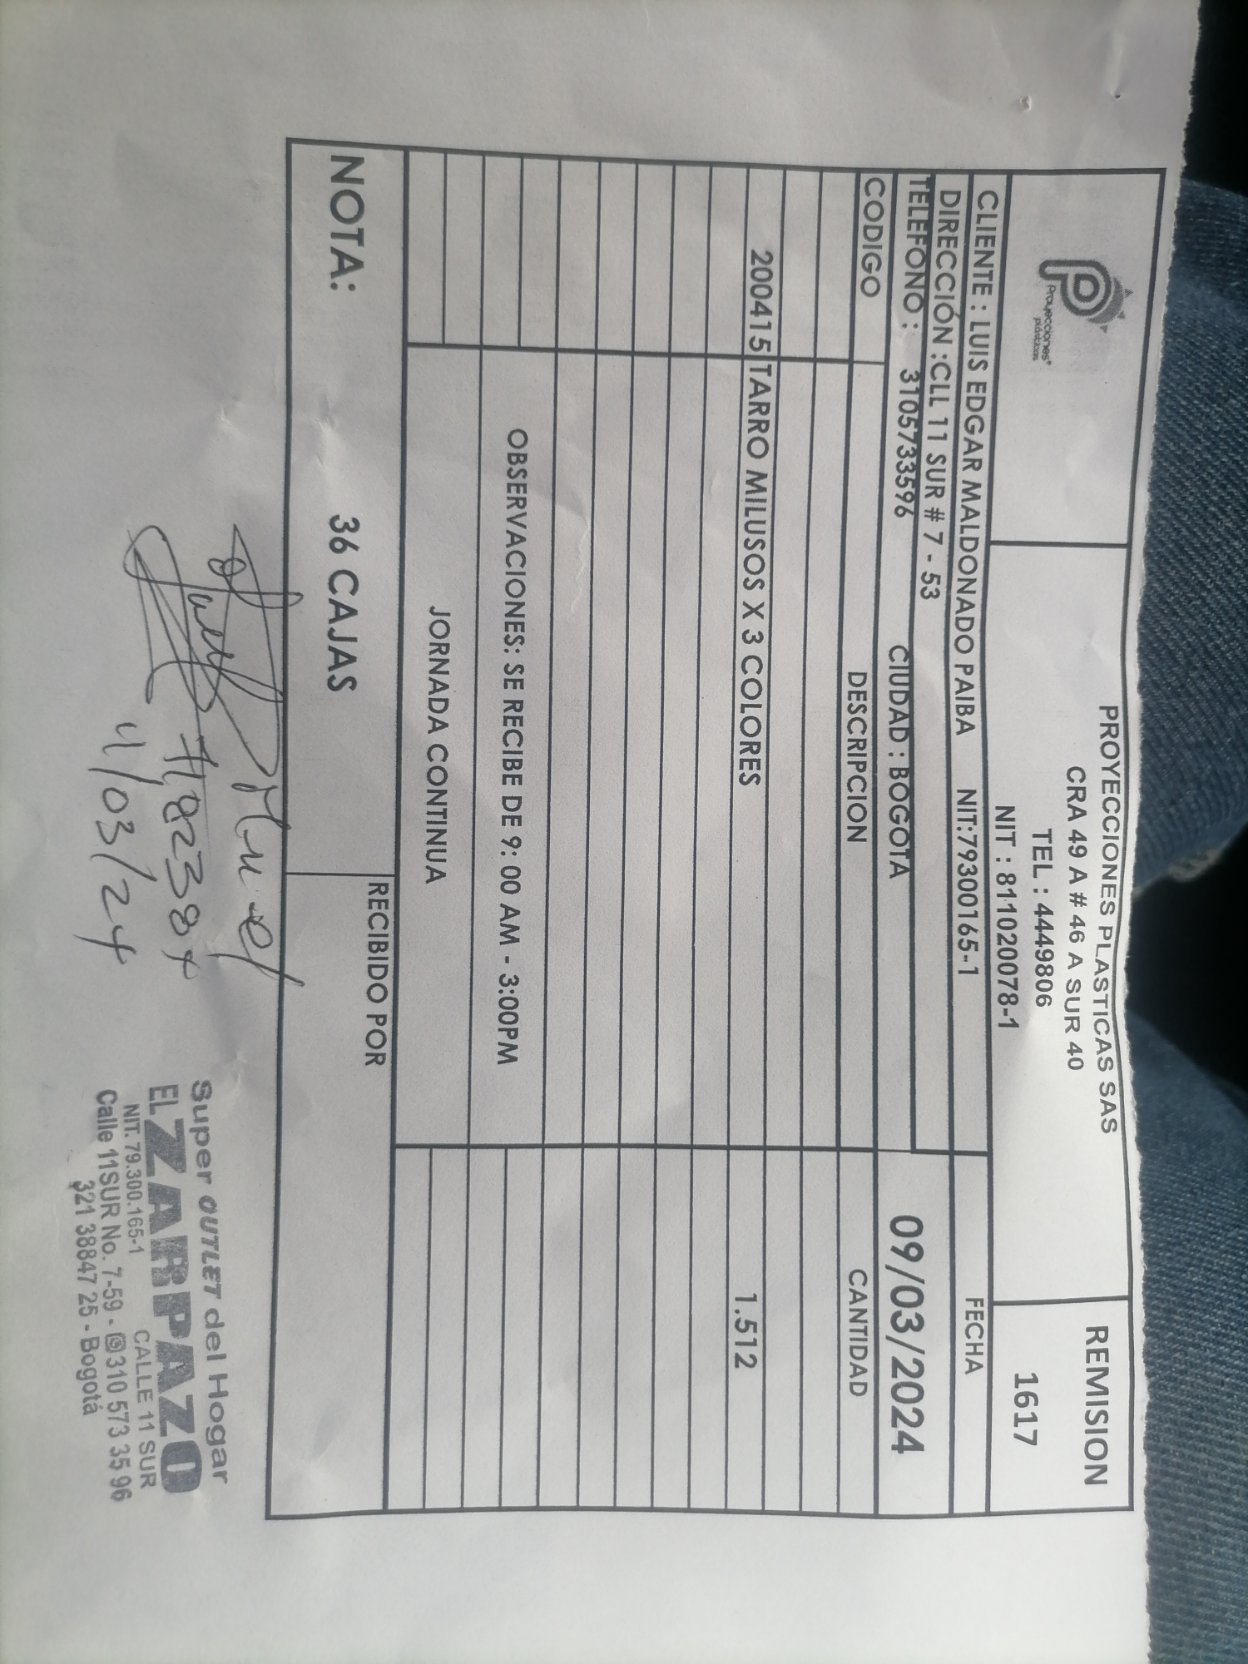 Proyecciones®
plásticas
PROYECCIONES PLASTICAS SAS
CRA 49 A # 46 A SUR 40
TEL : 4449806
NIT : 811020078-1
REMISION
1617
CLIENTE : LUIS EDGAR MALDONADO PAIBA NIT:79300165-1
FECHA
DIRECCIÓN :CLL 11 SUR # 7 - 53
TELEFONO : 3105733596 CIUDAD : BOGOTA
09/03/2024
CODIGO DESCRIPCION CANTIDAD
200415 TARRO MILUSOS X 3 COLORES 1.512
OBSERVACIONES: SE RECIBE DE 9: 00 AM - 3:00PM
JORNADA CONTINUA
NOTA: 36 CAJAS
RECIBIDO POR
11/03/24
Super OUTLET del Hogar
EL ZARPAZO
NIT. 79.300.165-1 CALLE 11 SUR
Calle 11SUR No. 7-59 - 310 573 35 96
321 38847 25 - Bogotá